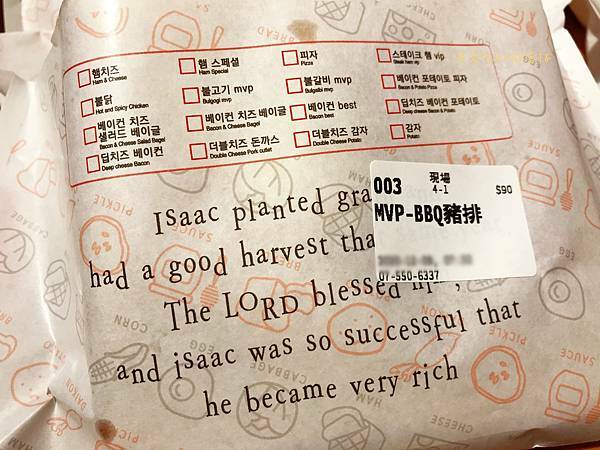 햄치즈
Ham & Cheese
햄 스페셜
Ham Special
피자
Pizza
스테이크 햄 vip
Steak ham vip
불닭
Hot and Spicy Chicken
불고기 mvp
Bulgogi mvp
불갈비 mvp
Bulgalbi mvp
베이컨 포테이토 피자
Bacon & Potato Pizza
베이컨 치즈
샐러드 베이글
Bacon & Cheese Salad Bagel
베이컨 치즈 베이글
Bacon & Cheese Bagel
베이컨 best
Bacon best
딥치즈 베이컨 포테이토
Deep cheese Bacon & Potato
딥치즈 베이컨
Deep cheese Bacon
더블치즈 돈까스
Double Cheese Pork cutlet
더블치즈 감자
Double Cheese Potato
감자
Potato
Isaac planted gra
had a good harvest tha
The LORD blessed
and isaac was so successful that
he became very rich
003 現場 4-1 $90
MVP-BBQ豬排
07-550-6337
PICKLE
SAUCE
BREAD
CORN
EGG
CABBAGE
HAM
DAIKON
PICKLE
SAUCE
EGG